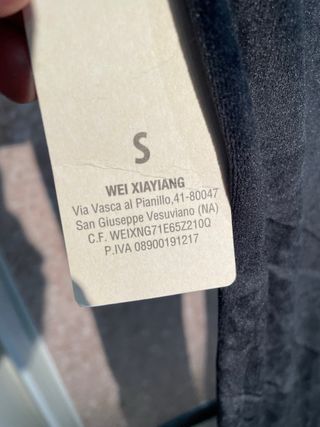 S
WEI XIAYIANG
Via Vasca al Pianillo,41-80047
San Giuseppe Vesuviano (NA)
C.F. WEIXNG71E65Z210Q
P.IVA 08900191217